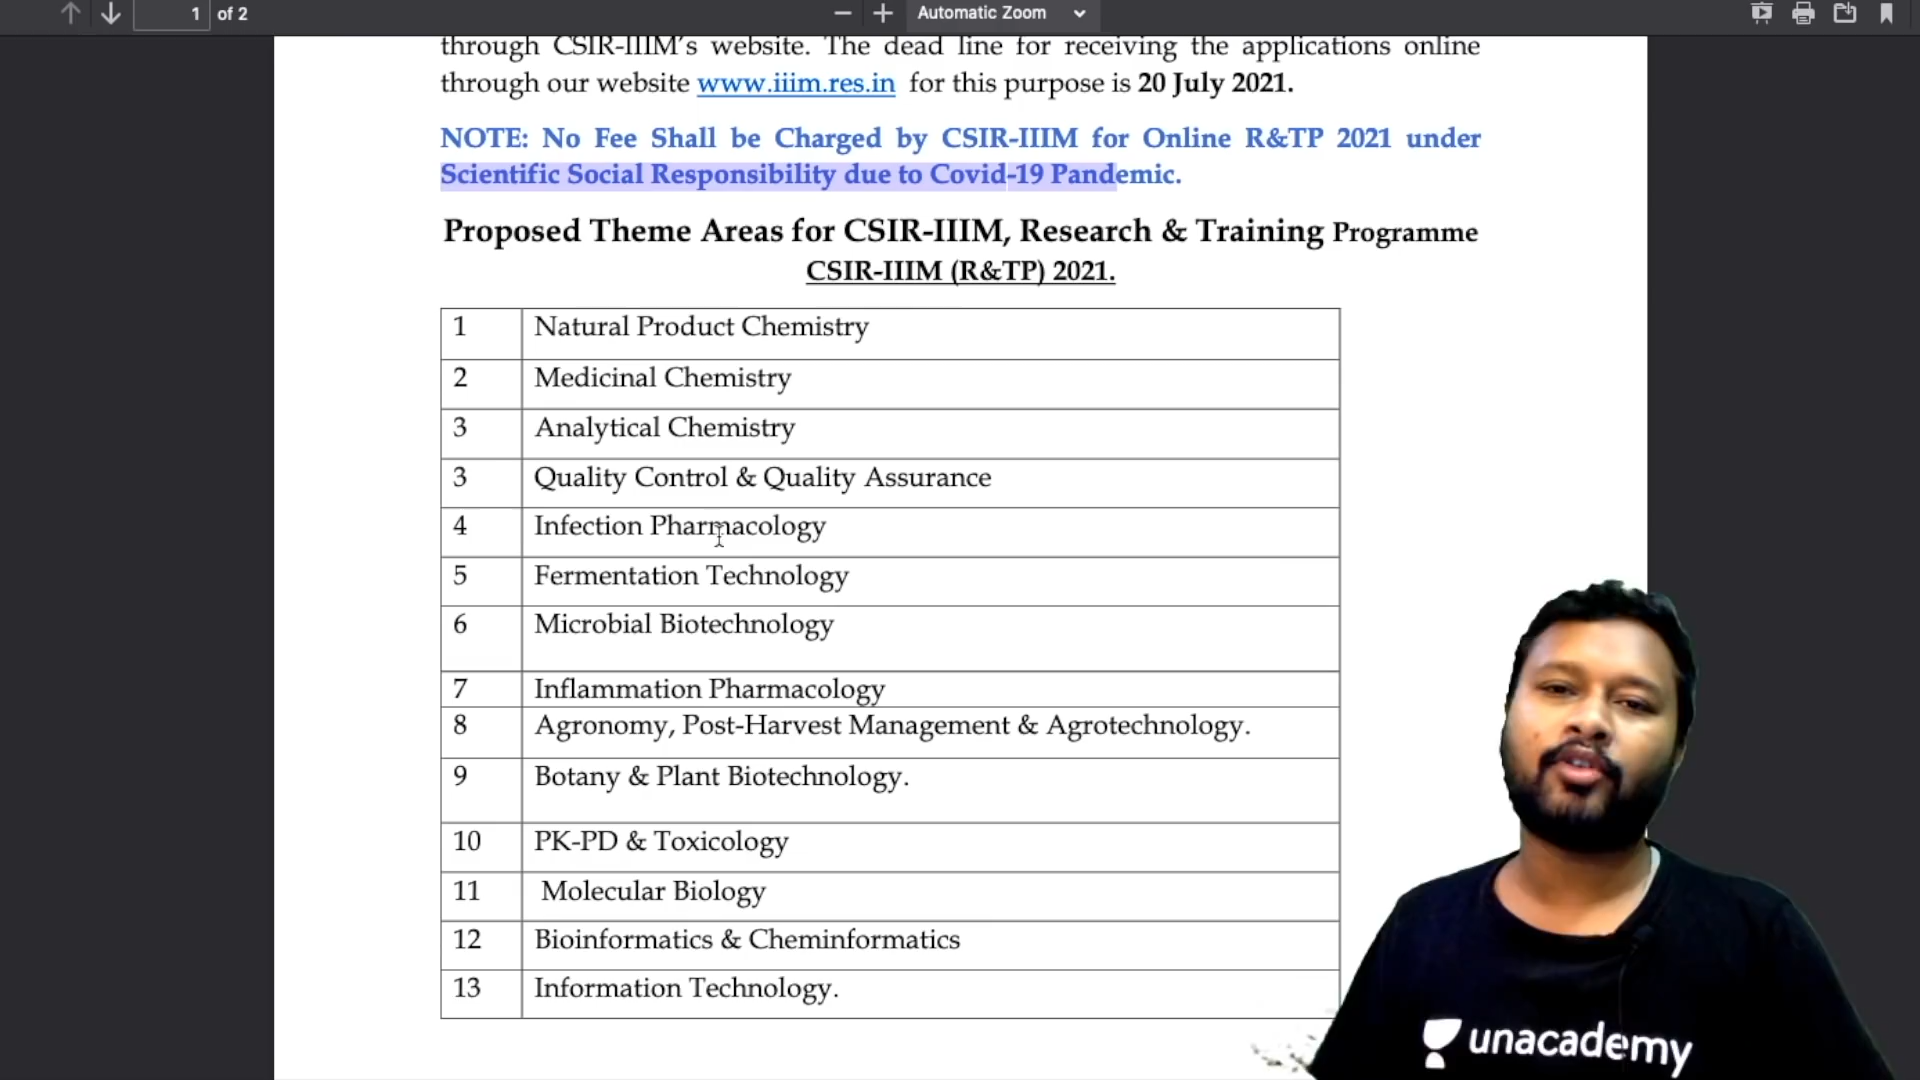 1 of 2
Automatic Zoom
through CSIR-IIIM's website. The dead line for receiving the applications online
through our website www.iiim.res.in for this purpose is 20 July 2021.
NOTE: No Fee Shall be Charged by CSIR-IIIM for Online R&TP 2021 under
Scientific Social Responsibility due to Covid-19 Pandemic.
Proposed Theme Areas for CSIR-IIIM, Research & Training Programme
CSIR-IIIM (R&TP) 2021.
1 Natural Product Chemistry
2 Medicinal Chemistry
3 Analytical Chemistry
3 Quality Control & Quality Assurance
4 Infection Pharmacology
5 Fermentation Technology
6 Microbial Biotechnology
7 Inflammation Pharmacology
8 Agronomy, Post-Harvest Management & Agrotechnology.
9 Botany & Plant Biotechnology.
10 PK-PD & Toxicology
11 Molecular Biology
12 Bioinformatics & Cheminformatics
13 Information Technology.
unacademy